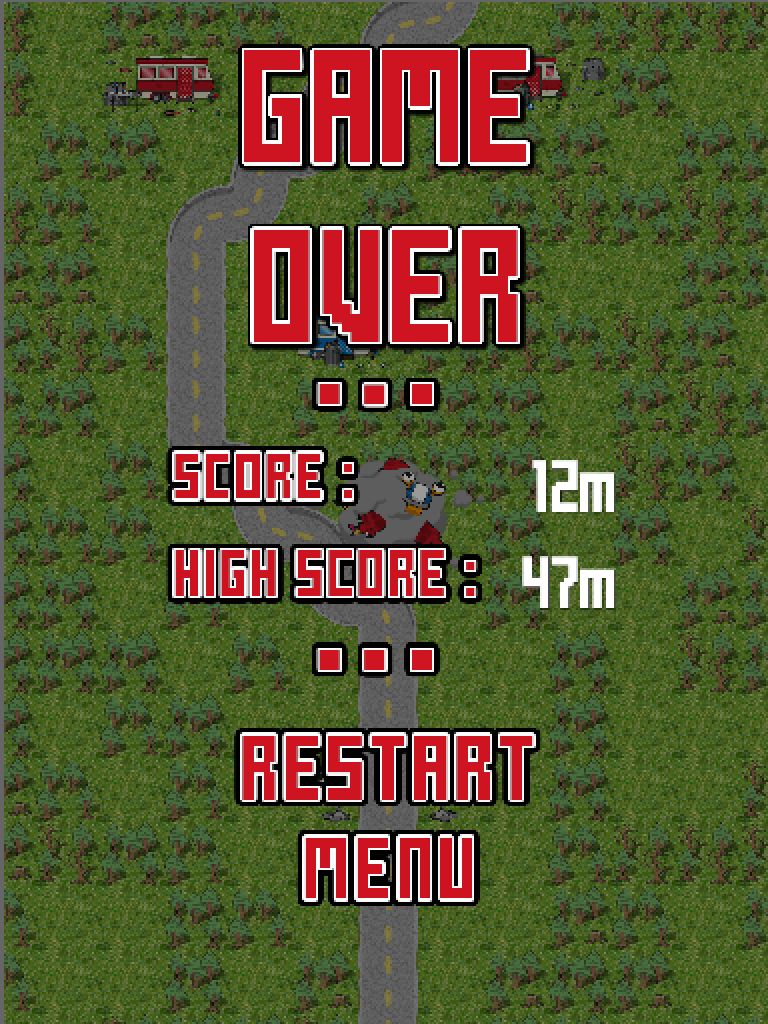 GAME
OVER
...
SCORE : 12m
HIGH SCORE : 47m
...
RESTART
MENU